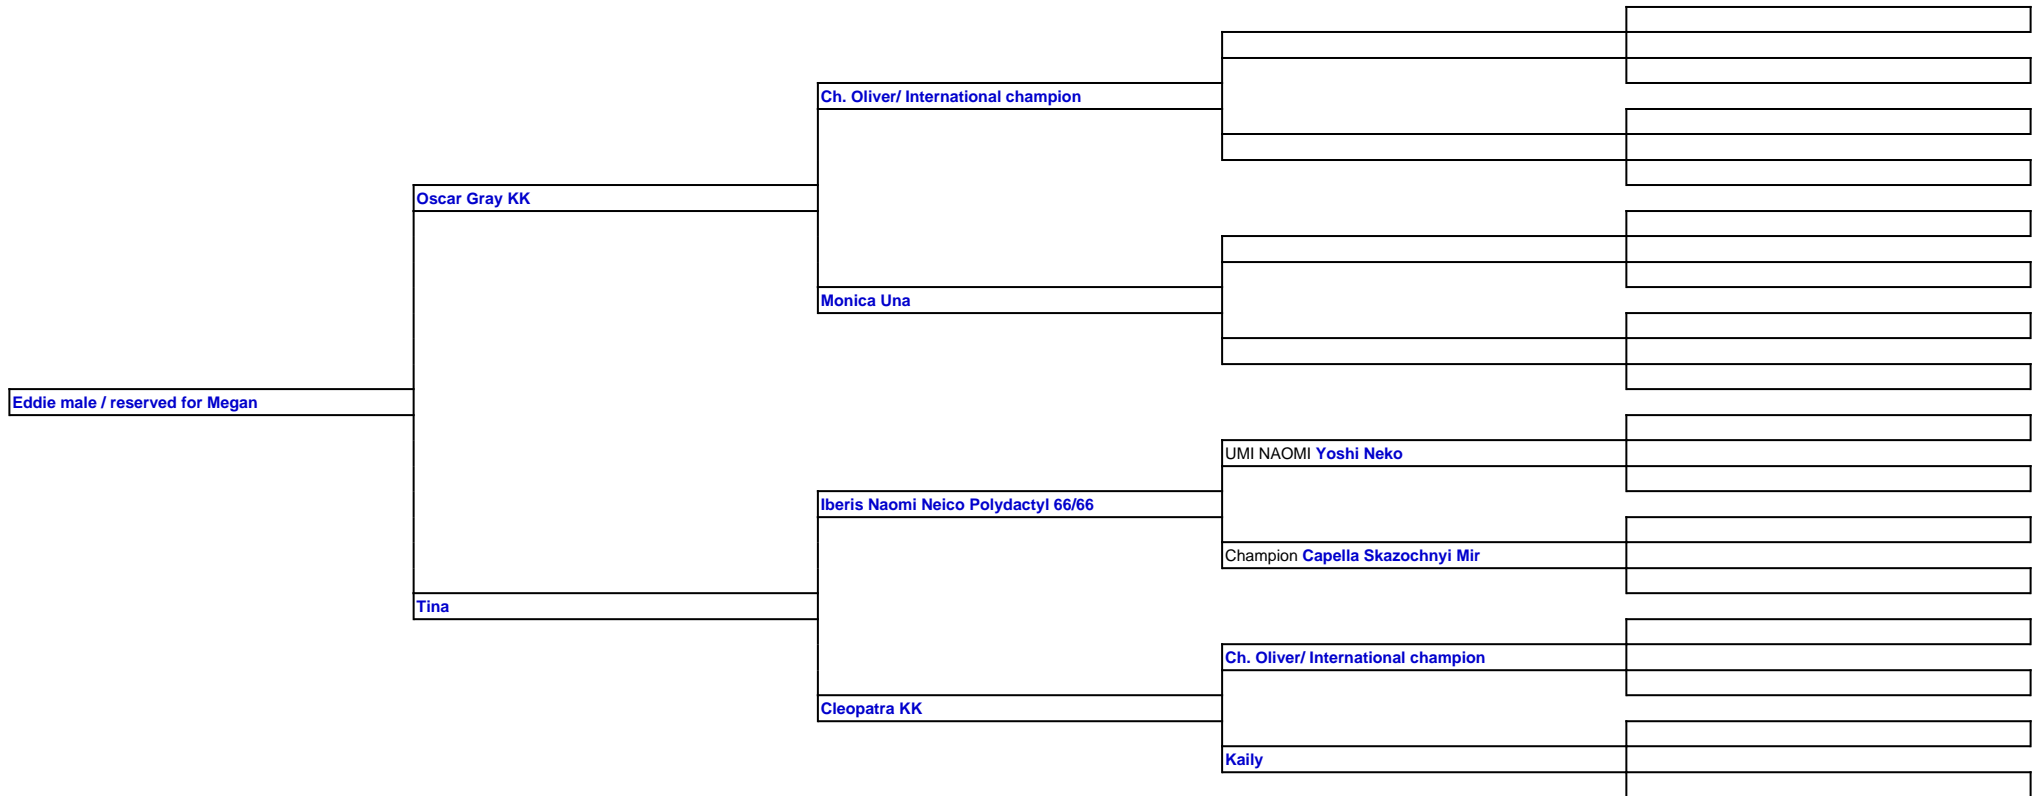 Ch. Oliver/ International champion
Oscar Gray KK
Monica Una
Eddie male / reserved for Megan
UMI NAOMI Yoshi Neko
Iberis Naomi Neico Polydactyl 66/66
Champion Capella Skazochnyi Mir
Tina
Ch. Oliver/ International champion
Cleopatra KK
Kaily